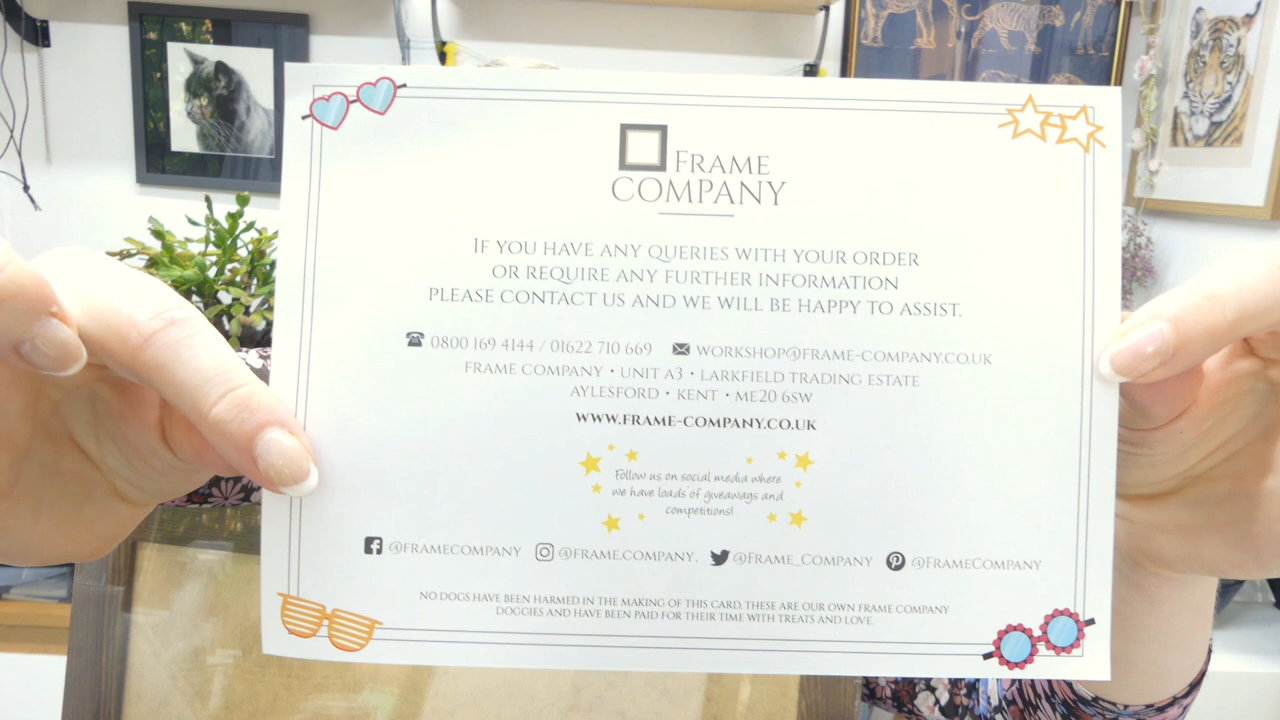 FRAME
COMPANY
IF YOU HAVE ANY QUERIES WITH YOUR ORDER
OR REQUIRE ANY FURTHER INFORMATION
PLEASE CONTACT US AND WE WILL BE HAPPY TO ASSIST.
0800 169 4144 / 01622 710 669 WORKSHOP@FRAME-COMPANY.CO.UK
FRAME COMPANY • UNIT A3 • LARKFIELD TRADING ESTATE
AYLESFORD • KENT • ME20 6SW
WWW.FRAME-COMPANY.CO.UK
Follow us on social media where
we have loads of giveaways and
competitions!
@FRAMECOMPANY @FRAME.COMPANY. @FRAME_COMPANY @FRAMECOMPANY
NO DOGS HAVE BEEN HARMED IN THE MAKING OF THIS CARD, THESE ARE OUR OWN FRAME COMPANY
DOGGIES AND HAVE BEEN PAID FOR THEIR TIME WITH TREATS AND LOVE.